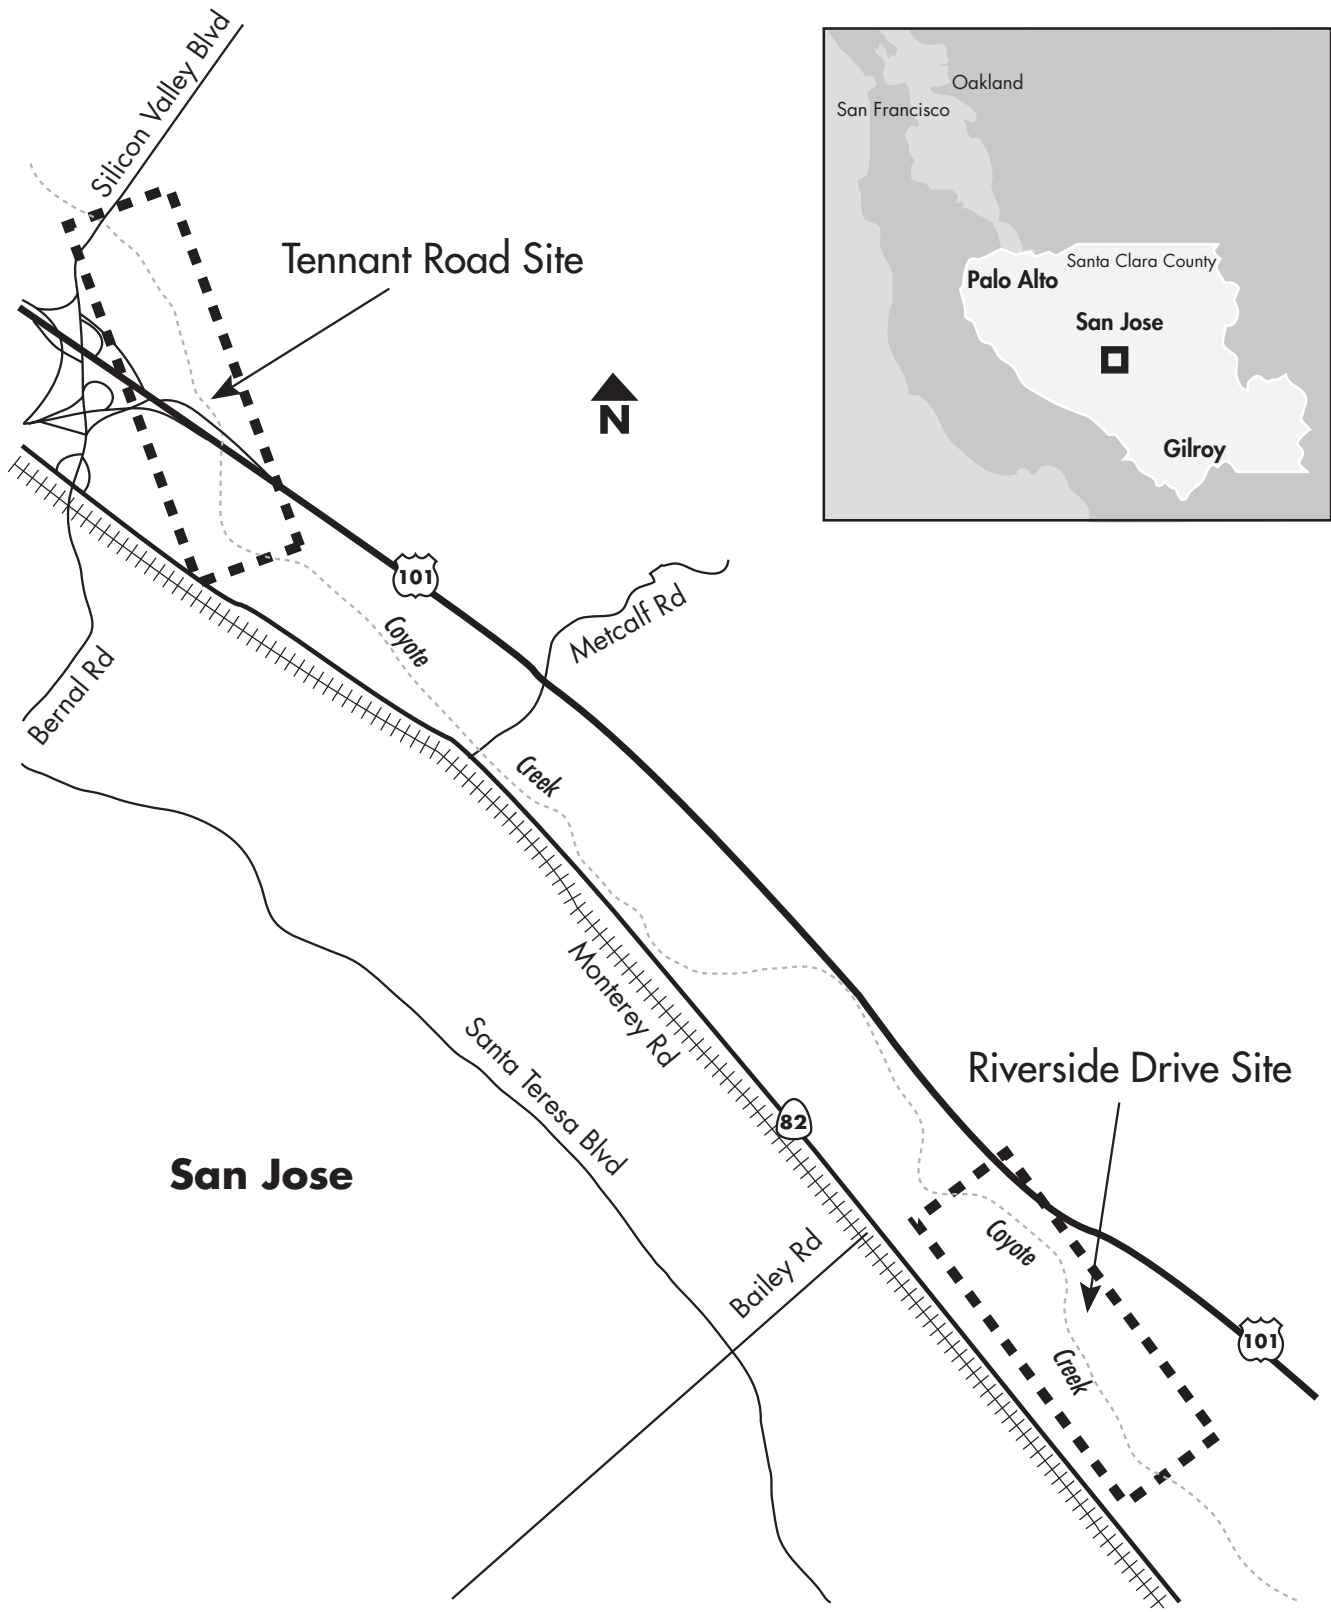 Silicon Valley Blvd
Oakland
San Francisco
Santa Clara County
Palo Alto
San Jose
Gilroy
Tennant Road Site
N
101
Metcalf Rd
Coyote
Creek
Bernal Rd
Monterey Rd
Santa Teresa Blvd
82
Riverside Drive Site
San Jose
Bailey Rd
Coyote
Creek
101